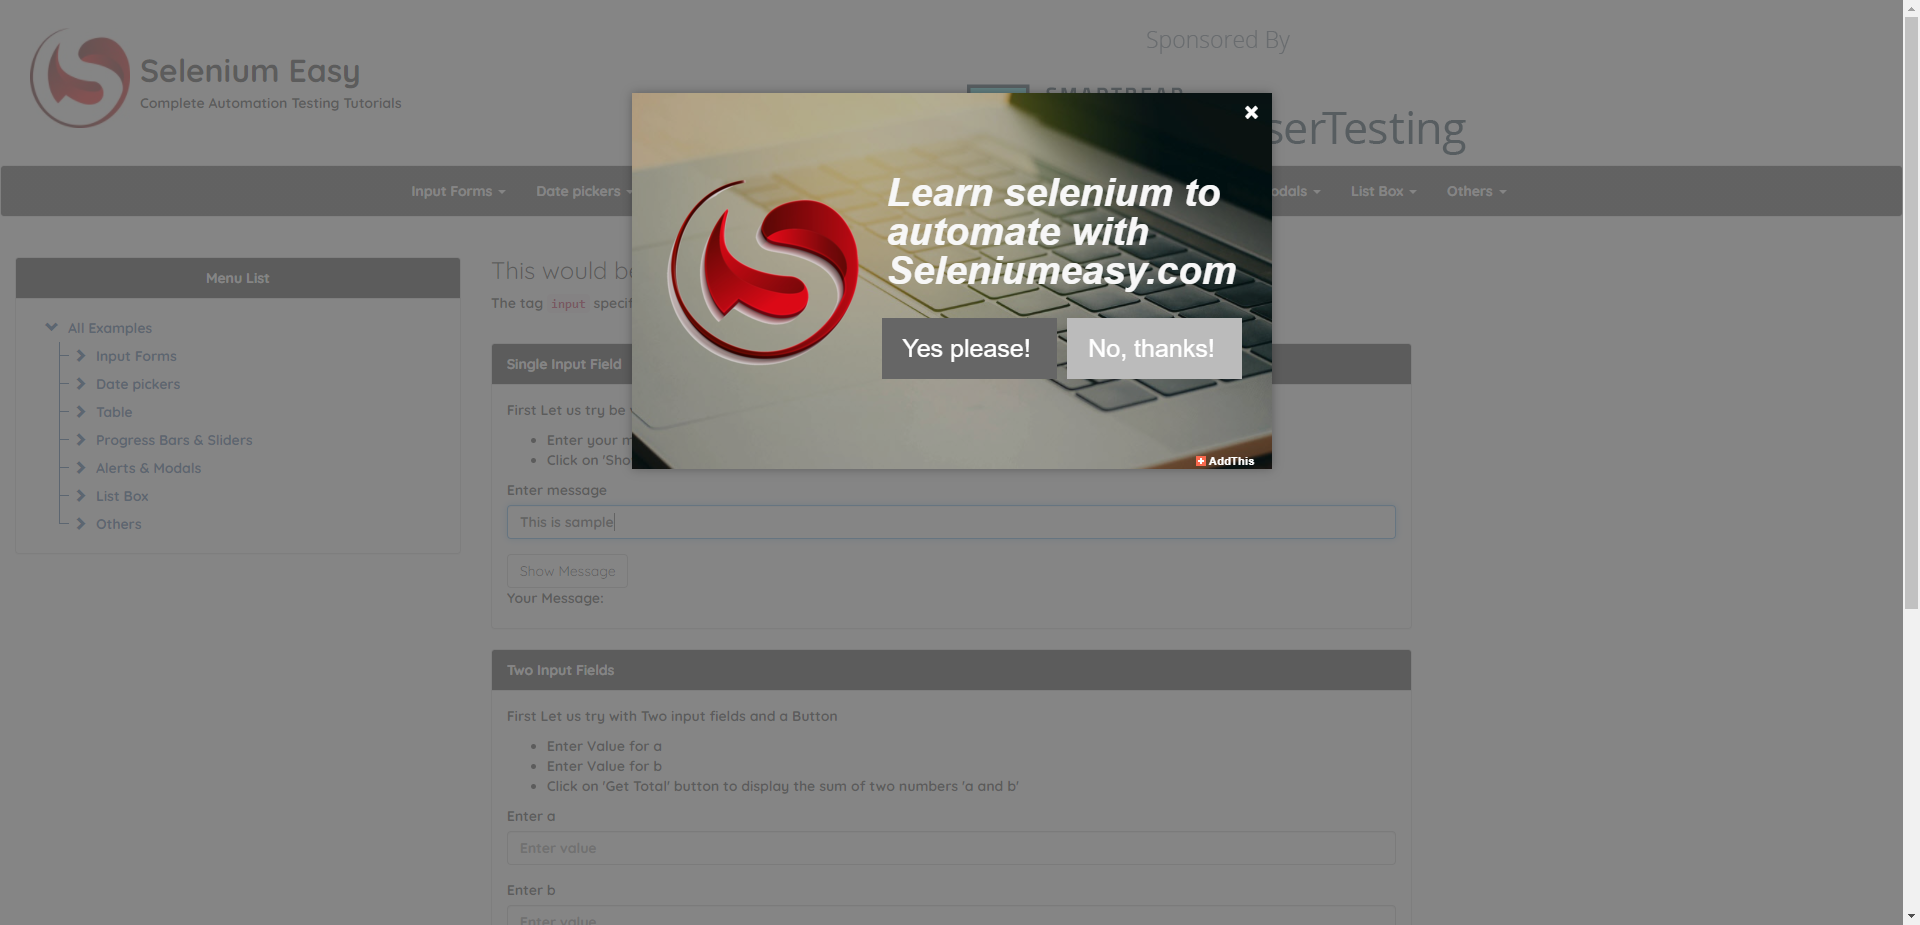 Selenium Easy
Complete Automation Testing Tutorials
Sponsored By
SMARTBEAR
serTesting
Input Forms
Date pickers
odals
List Box
Others
Learn selenium to
automate with
Seleniumeasy.com
Yes please!
No, thanks!
AddThis
Menu List
All Examples
Input Forms
Date pickers
Table
Progress Bars & Sliders
Alerts & Modals
List Box
Others
This would be
The tag input specif
Single Input Field
First Let us try be
Enter your m
Click on 'Sho
Enter message
This is sample
Show Message
Your Message:
Two Input Fields
First Let us try with Two input fields and a Button
Enter Value for a
Enter Value for b
Click on 'Get Total' button to display the sum of two numbers 'a and b'
Enter a
Enter value
Enter b
Enter value